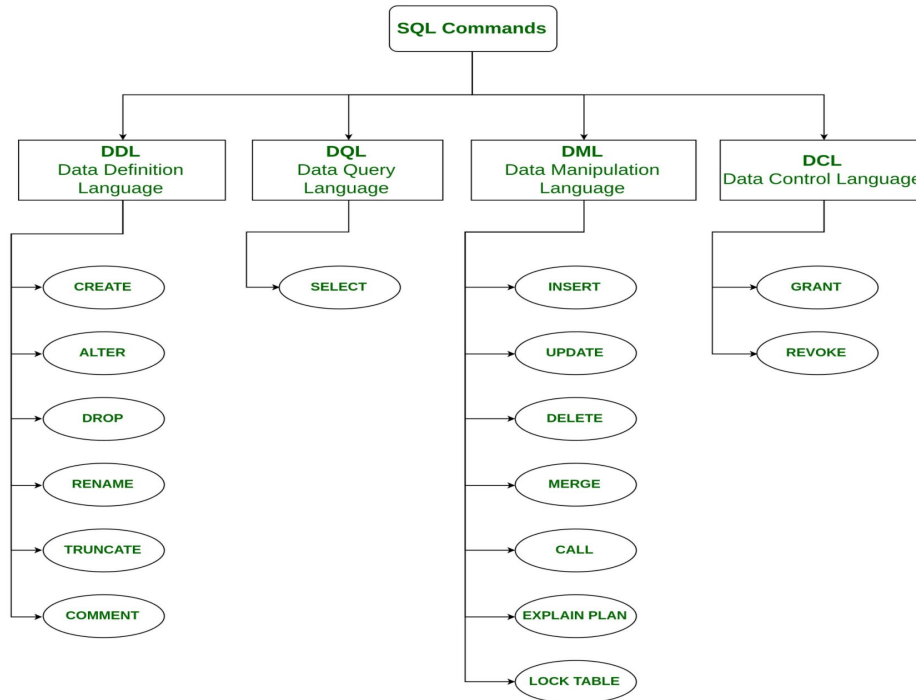 SQL Commands
DDL
Data Definition
Language
DQL
Data Query
Language
DML
Data Manipulation
Language
DCL
Data Control Language
CREATE
ALTER
DROP
RENAME
TRUNCATE
COMMENT
SELECT
INSERT
UPDATE
DELETE
MERGE
CALL
EXPLAIN PLAN
LOCK TABLE
GRANT
REVOKE